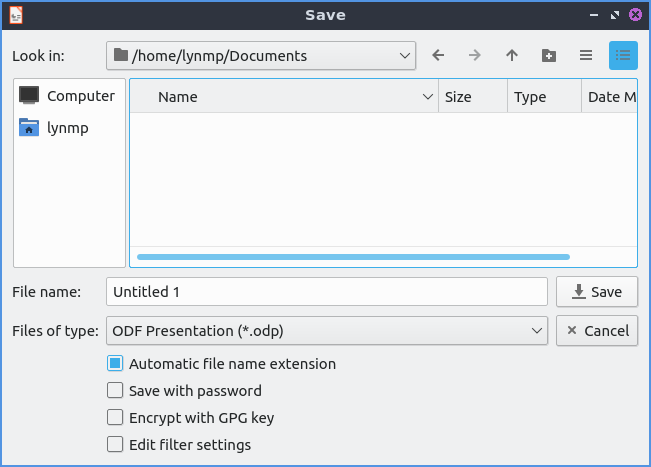 Save
Look in: /home/lynmp/Documents
Computer
lynmp
Name Size Type Date M
File name: Untitled 1 Save
Files of type: ODF Presentation (*.odp) Cancel
Automatic file name extension
Save with password
Encrypt with GPG key
Edit filter settings